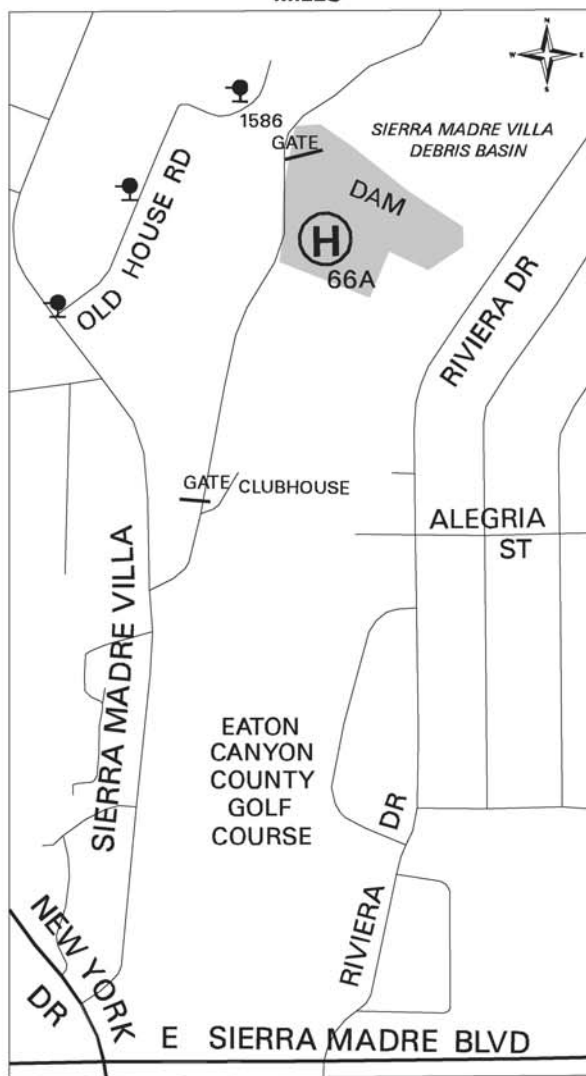 N
W E
S
1586
GATE
SIERRA MADRE VILLA
DEBRIS BASIN
DAM
H
66A
OLD HOUSE RD
RIVIERA DR
GATE CLUBHOUSE
ALEGRIA
ST
SIERRA MADRE VILLA
EATON
CANYON
COUNTY
GOLF
COURSE
RIVIERA DR
NEW YORK
DR
E SIERRA MADRE BLVD